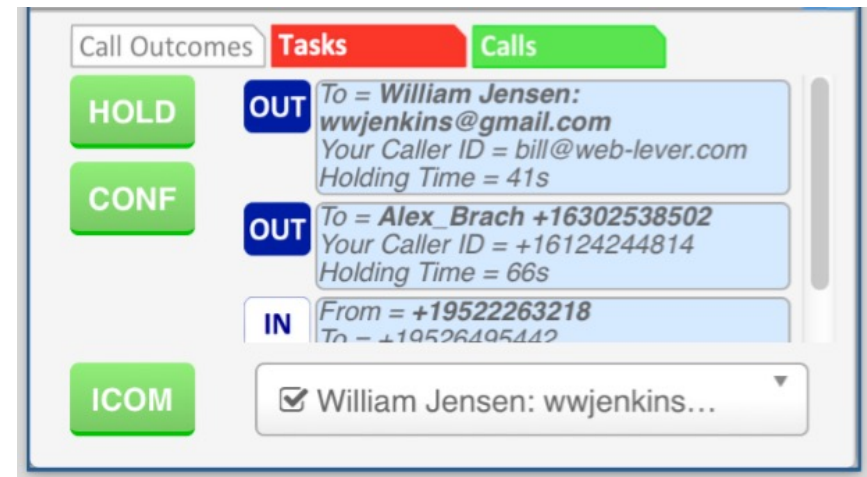 Call Outcomes Tasks Calls
HOLD
CONF
OUT
To = William Jensen:
wwjenkins@gmail.com
Your Caller ID = bill@web-lever.com
Holding Time = 41s
OUT
To = Alex_Brach +16302538502
Your Caller ID = +16124244814
Holding Time = 66s
IN
From = +19522263218
To = +19526495442
ICOM
William Jensen: wwjenkins...